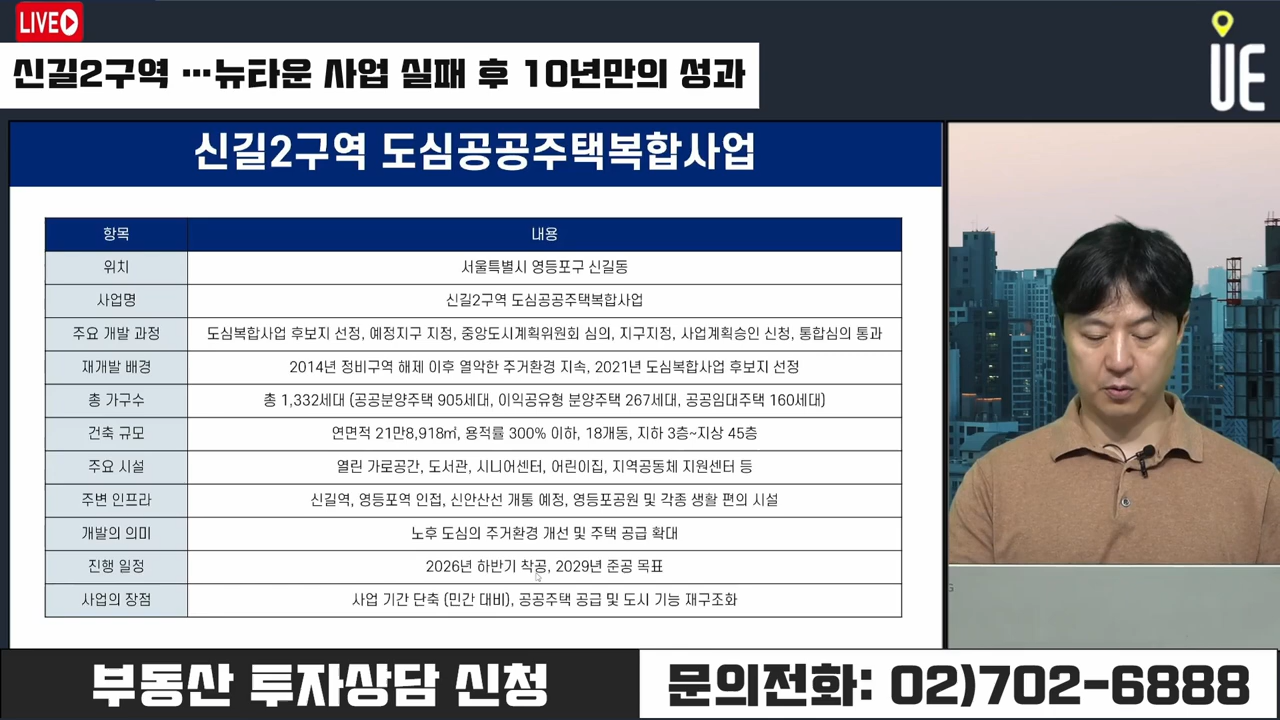 LIVE
신길2구역 …뉴타운 사업 실패 후 10년만의 성과
UE
신길2구역 도심공공주택복합사업
항목 내용
위치 서울특별시 영등포구 신길동
사업명 신길2구역 도심공공주택복합사업
주요 개발 과정 도심복합사업 후보지 선정, 예정지구 지정, 중앙도시계획위원회 심의, 지구지정, 사업계획승인 신청, 통합심의 통과
재개발 배경 2014년 정비구역 해제 이후 열악한 주거환경 지속, 2021년 도심복합사업 후보지 선정
총 가구수 총 1,332세대 (공공분양주택 905세대, 이익공유형 분양주택 267세대, 공공임대주택 160세대)
건축 규모 연면적 21만8,918㎡, 용적률 300% 이하, 18개동, 지하 3층~지상 45층
주요 시설 열린 가로공간, 도서관, 시니어센터, 어린이집, 지역공동체 지원센터 등
주변 인프라 신길역, 영등포역 인접, 신안산선 개통 예정, 영등포공원 및 각종 생활 편의 시설
개발의 의미 노후 도심의 주거환경 개선 및 주택 공급 확대
진행 일정 2026년 하반기 착공, 2029년 준공 목표
사업의 장점 사업 기간 단축 (민간 대비), 공공주택 공급 및 도시 기능 재구조화
부동산 투자상담 신청
문의전화: 02)702-6888